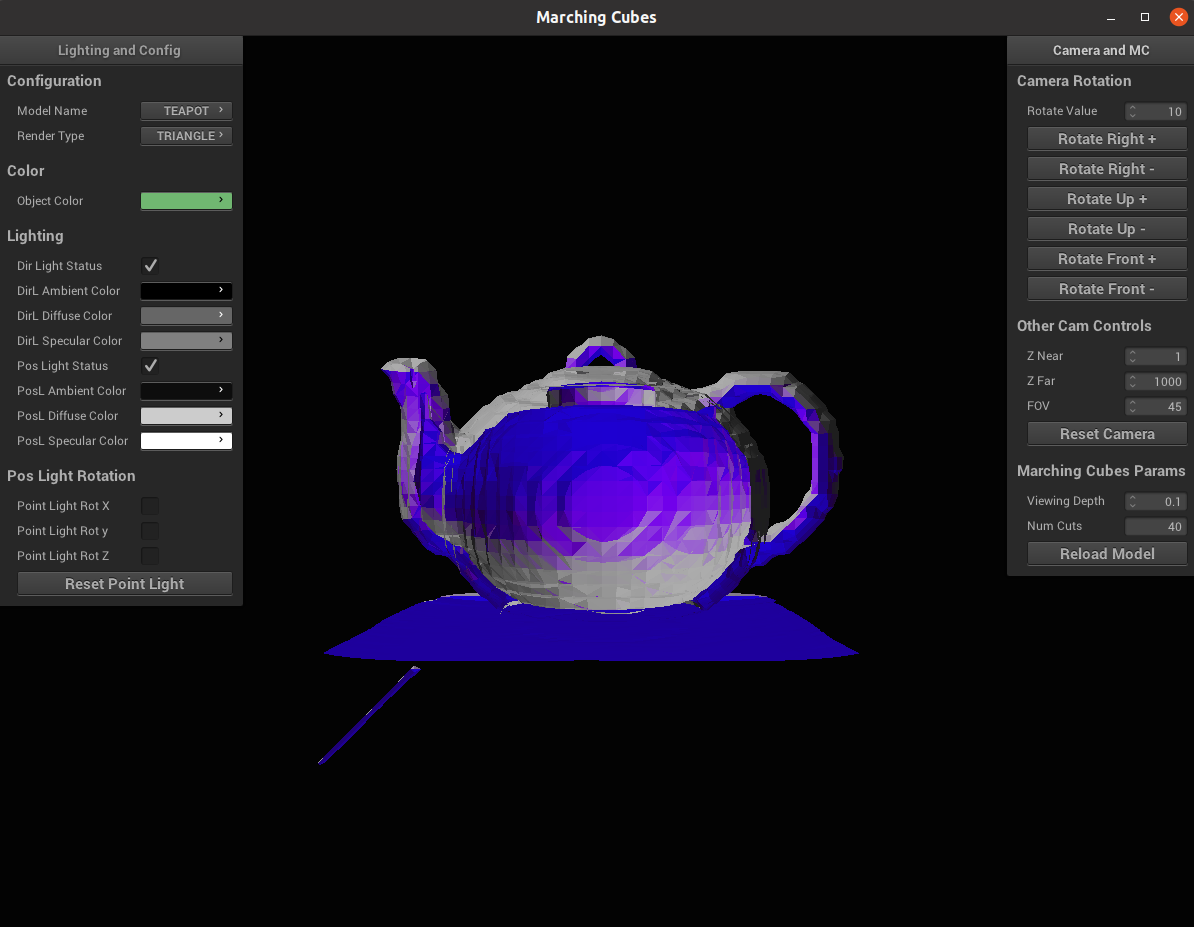 Marching Cubes
Lighting and Config
Configuration
Model Name TEAPOT
Render Type TRIANGLE
Color
Object Color
Lighting
Dir Light Status
DirL Ambient Color
DirL Diffuse Color
DirL Specular Color
Pos Light Status
PosL Ambient Color
PosL Diffuse Color
PosL Specular Color
Pos Light Rotation
Point Light Rot X
Point Light Rot y
Point Light Rot Z
Reset Point Light
Camera and MC
Camera Rotation
Rotate Value 10
Rotate Right +
Rotate Right -
Rotate Up +
Rotate Up -
Rotate Front +
Rotate Front -
Other Cam Controls
Z Near 1
Z Far 1000
FOV 45
Reset Camera
Marching Cubes Params
Viewing Depth 0.1
Num Cuts 40
Reload Model